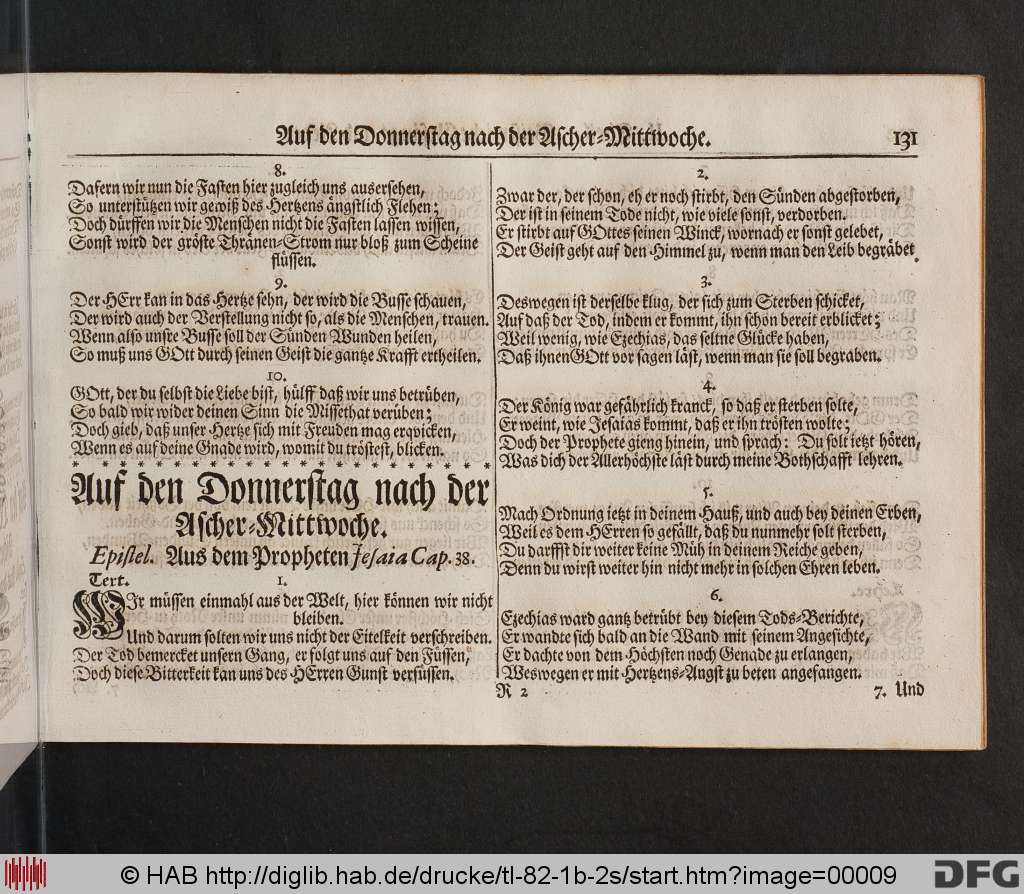 Auf den Donnerstag nach der Ascher-Mittwoche. 131
8.
Dafern wir nun die Fasten hier zugleich uns ausersehen,
So unterstützen wir gewiß des Hertzens ängstlich Flehen;
Doch dürffen wir die Menschen nicht die Fasten lassen wissen,
Sonst wird der gröste Thränen-Strom nur bloß zum Scheine
flüssen.
9.
Der HErr kan in das Hertze sehn, der wird die Busse schauen,
Der wird auch der Verstellung nicht so, als die Menschen, trauen.
Wenn also unsre Busse soll der Sünden Wunden heilen,
So muß uns GOtt durch seinen Geist die gantze Krafft ertheilen.
10.
GOtt, der du selbst die Liebe bist, hülff daß wir uns betrüben,
So bald wir wider deinen Sinn die Missethat verüben;
Doch gieb, daß unser Hertze sich mit Freuden mag erqvicken,
Wenn es auf deine Gnade wird, womit du tröstest, blicken.
Auf den Donnerstag nach der
Ascher-Mittwoche.
Epistel. Aus dem Propheten Jesaia Cap. 38.
Text. 1.
WIr müssen einmahl aus der Welt, hier können wir nicht
bleiben.
Und darum solten wir uns nicht der Eitelkeit verschreiben.
Der Tod bemercket unsern Gang, er folgt uns auf den Füssen,
Doch diese Bitterkeit kan uns des HErren Gunst versüssen.
2.
Zwar der, der schon, eh er noch stirbt, den Sünden abgestorben,
Der ist in seinem Tode nicht, wie viele sonst, verdorben.
Er stirbt auf GOttes seinen Winck, wornach er sonst gelebet,
Der Geist geht auf den Himmel zu, wenn man den Leib begräbet.
3.
Deswegen ist derselbe klug, der sich zum Sterben schicket,
Auf daß der Tod, indem er kommt, ihn schon bereit erblicket;
Weil wenig, wie Ezechias, das seltne Glücke haben,
Daß ihnen GOtt vor sagen läst, wenn man sie soll begraben.
4.
Der König war gefährlich kranck, so daß er sterben solte,
Er weint, wie Jesaias kommt, daß er ihn trösten wolte;
Doch der Prophete gieng hinein, und sprach: Du solt ietzt hören,
Was dich der Allerhöchste läst durch meine Bothschafft lehren.
5.
Mach Ordnung ietzt in deinem Hauß, und auch bey deinen Erben,
Weil es dem HErren so gefällt, daß du nunmehr solt sterben,
Du darffst dir weiter keine Müh in deinem Reiche geben,
Denn du wirst weiter hin nicht mehr in solchen Ehren leben.
6.
Ezechias ward gantz betrübt bey diesem Tods-Berichte,
Er wandte sich bald an die Wand mit seinem Angesichte,
Er dachte von dem Höchsten noch Genade zu erlangen,
Weswegen er mit Hertzens-Angst zu beten angefangen.
R 2 7. Und
© HAB http://diglib.hab.de/drucke/tl-82-1b-2s/start.htm?image=00009
DFG